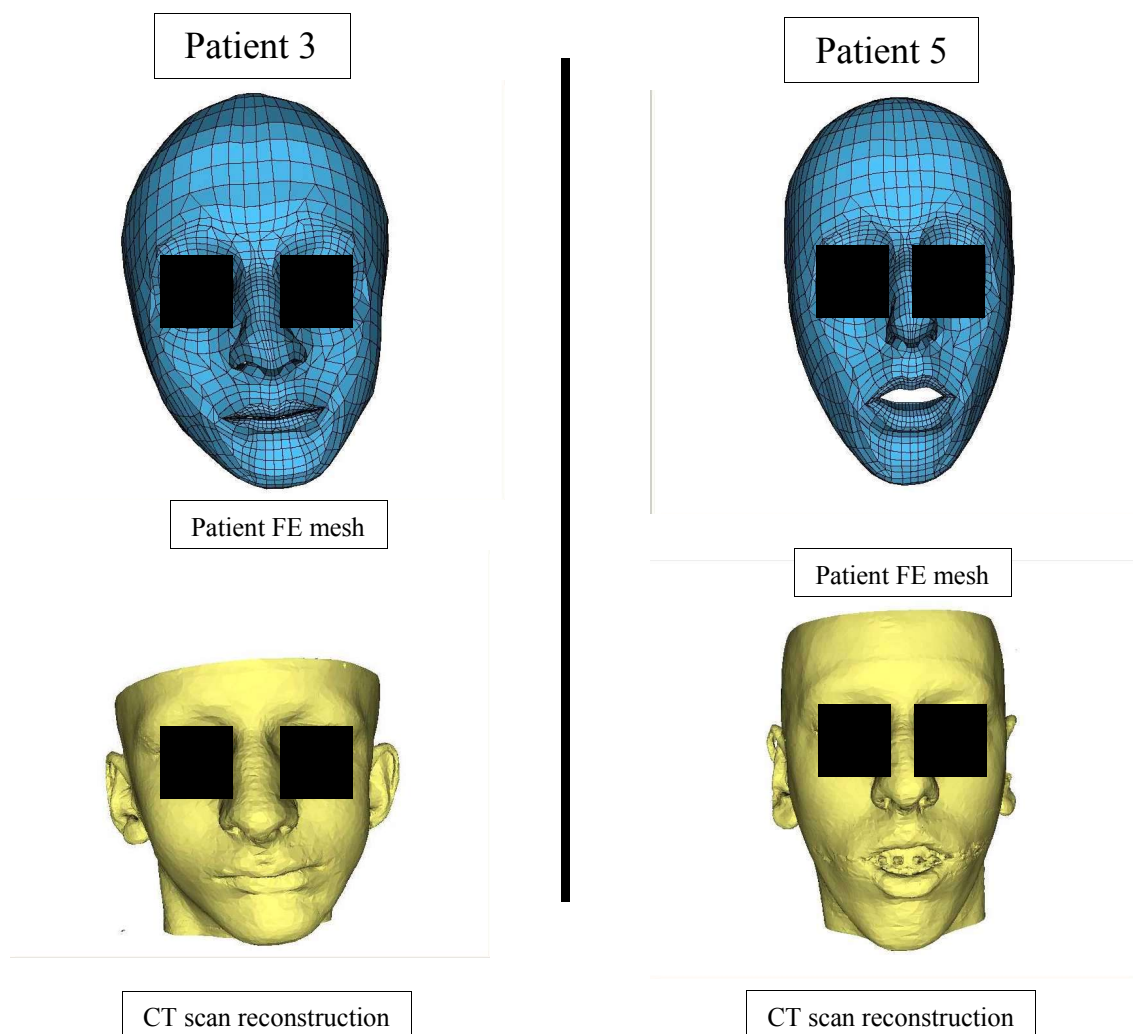 Patient 3
Patient 5
Patient FE mesh
Patient FE mesh
CT scan reconstruction
CT scan reconstruction